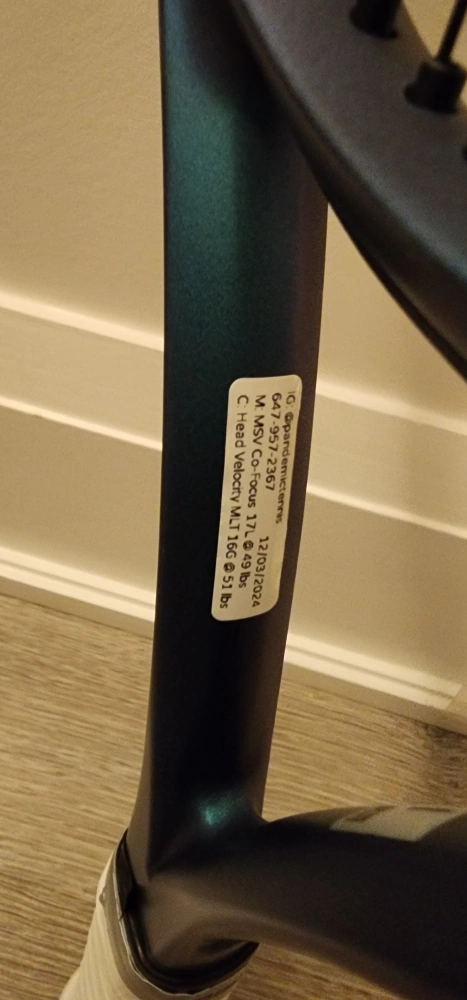 IG: @pandemictennis
647-957-2367 12/03/2024
M: MSV Co-Focus 17L @ 49 lbs
C: Head Velocity MLT 16G @ 51 lbs